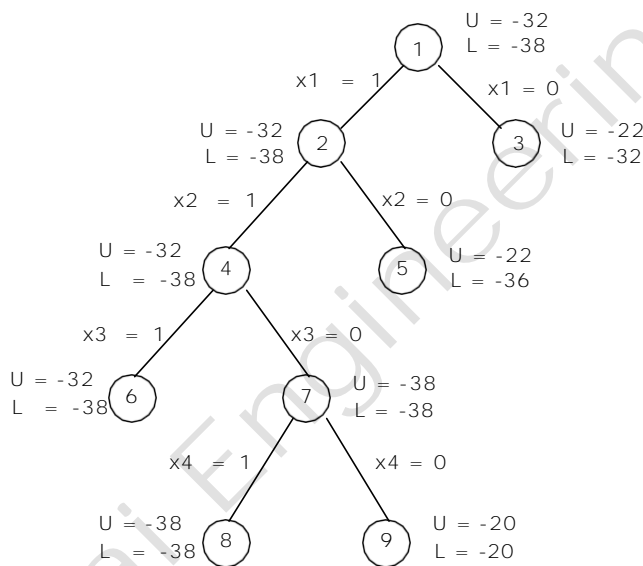 U = -32
L = -38
1
x1 = 1
x1 = 0
U = -32
L = -38
2
3
U = -22
L = -32
x2 = 1
x2 = 0
U = -32
L = -38
4
5
U = -22
L = -36
x3 = 1
x3 = 0
U = -32
L = -38
6
7
U = -38
L = -38
x4 = 1
x4 = 0
U = -38
L = -38
8
9
U = -20
L = -20